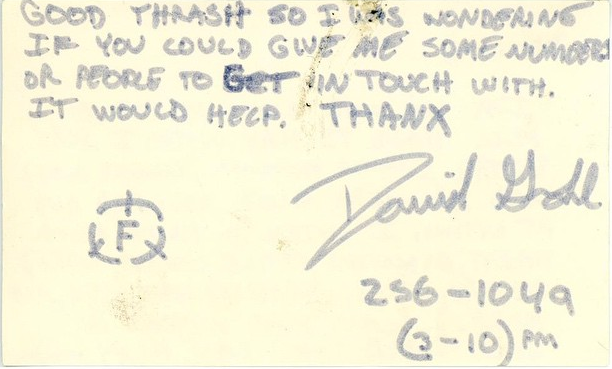 GOOD THRASH SO I WAS WONDERING
IF YOU COULD GIVE ME SOME NUMBERS
OR PEOPLE TO GET IN TOUCH WITH.
IT WOULD HELP. THANX
David Grohl
F
256-1049
(3-10) PM